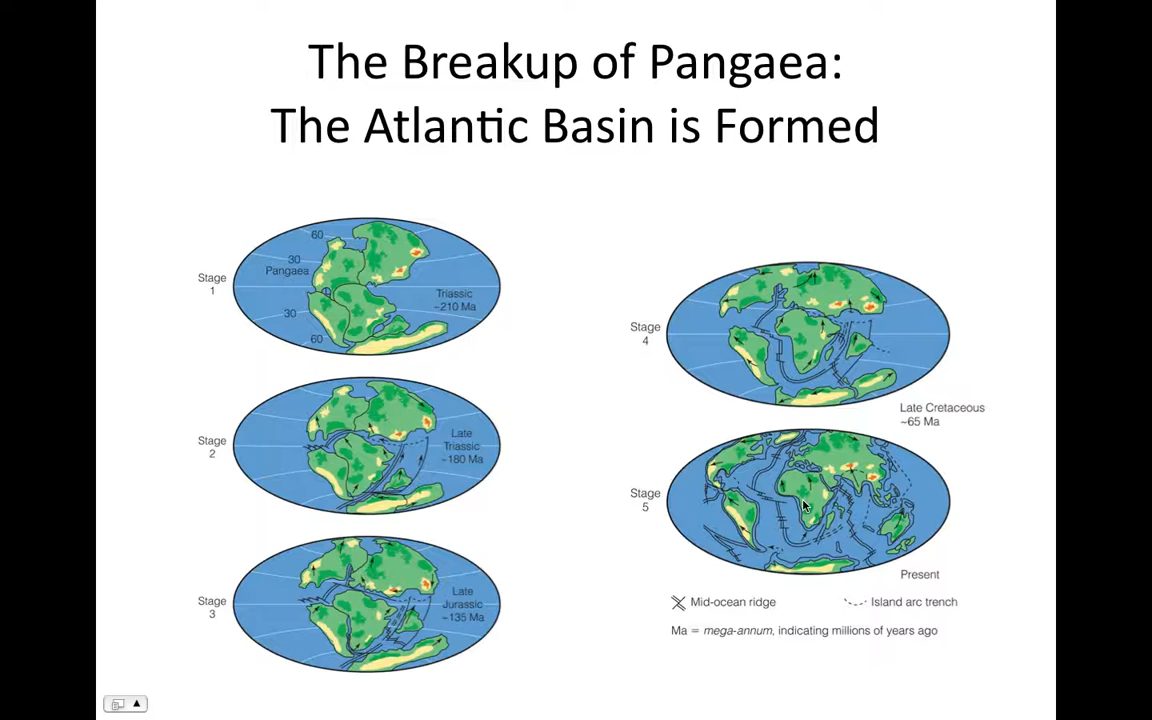 The Breakup of Pangaea:
The Atlantic Basin is Formed
Stage
1
60
30
Pangaea
30
60
Triassic
~210 Ma
Stage
2
Late
Triassic
~180 Ma
Stage
3
Late
Jurassic
~135 Ma
Stage
4
Late Cretaceous
~65 Ma
Stage
5
Present
Mid-ocean ridge
Island arc trench
Ma = mega-annum, indicating millions of years ago